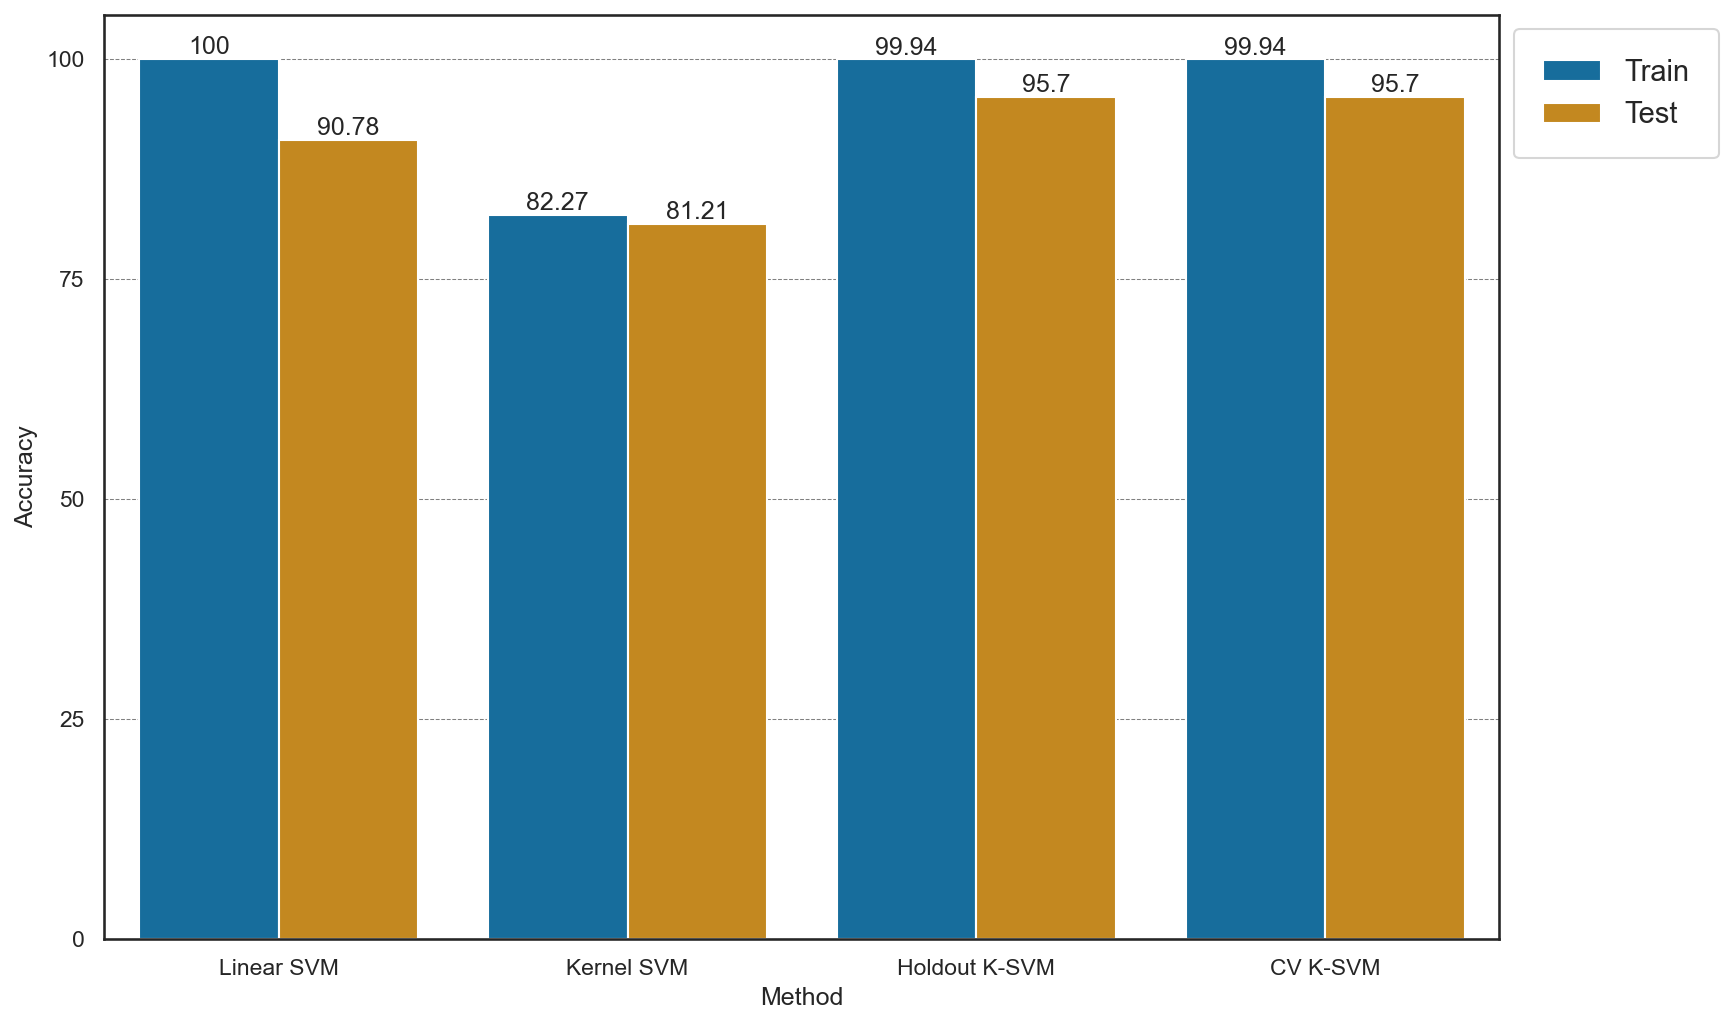 100
99.94
99.94
95.7
95.7
90.78
82.27
81.21
100
75
50
25
0
Accuracy
Linear SVM
Kernel SVM
Holdout K-SVM
CV K-SVM
Method
Train
Test